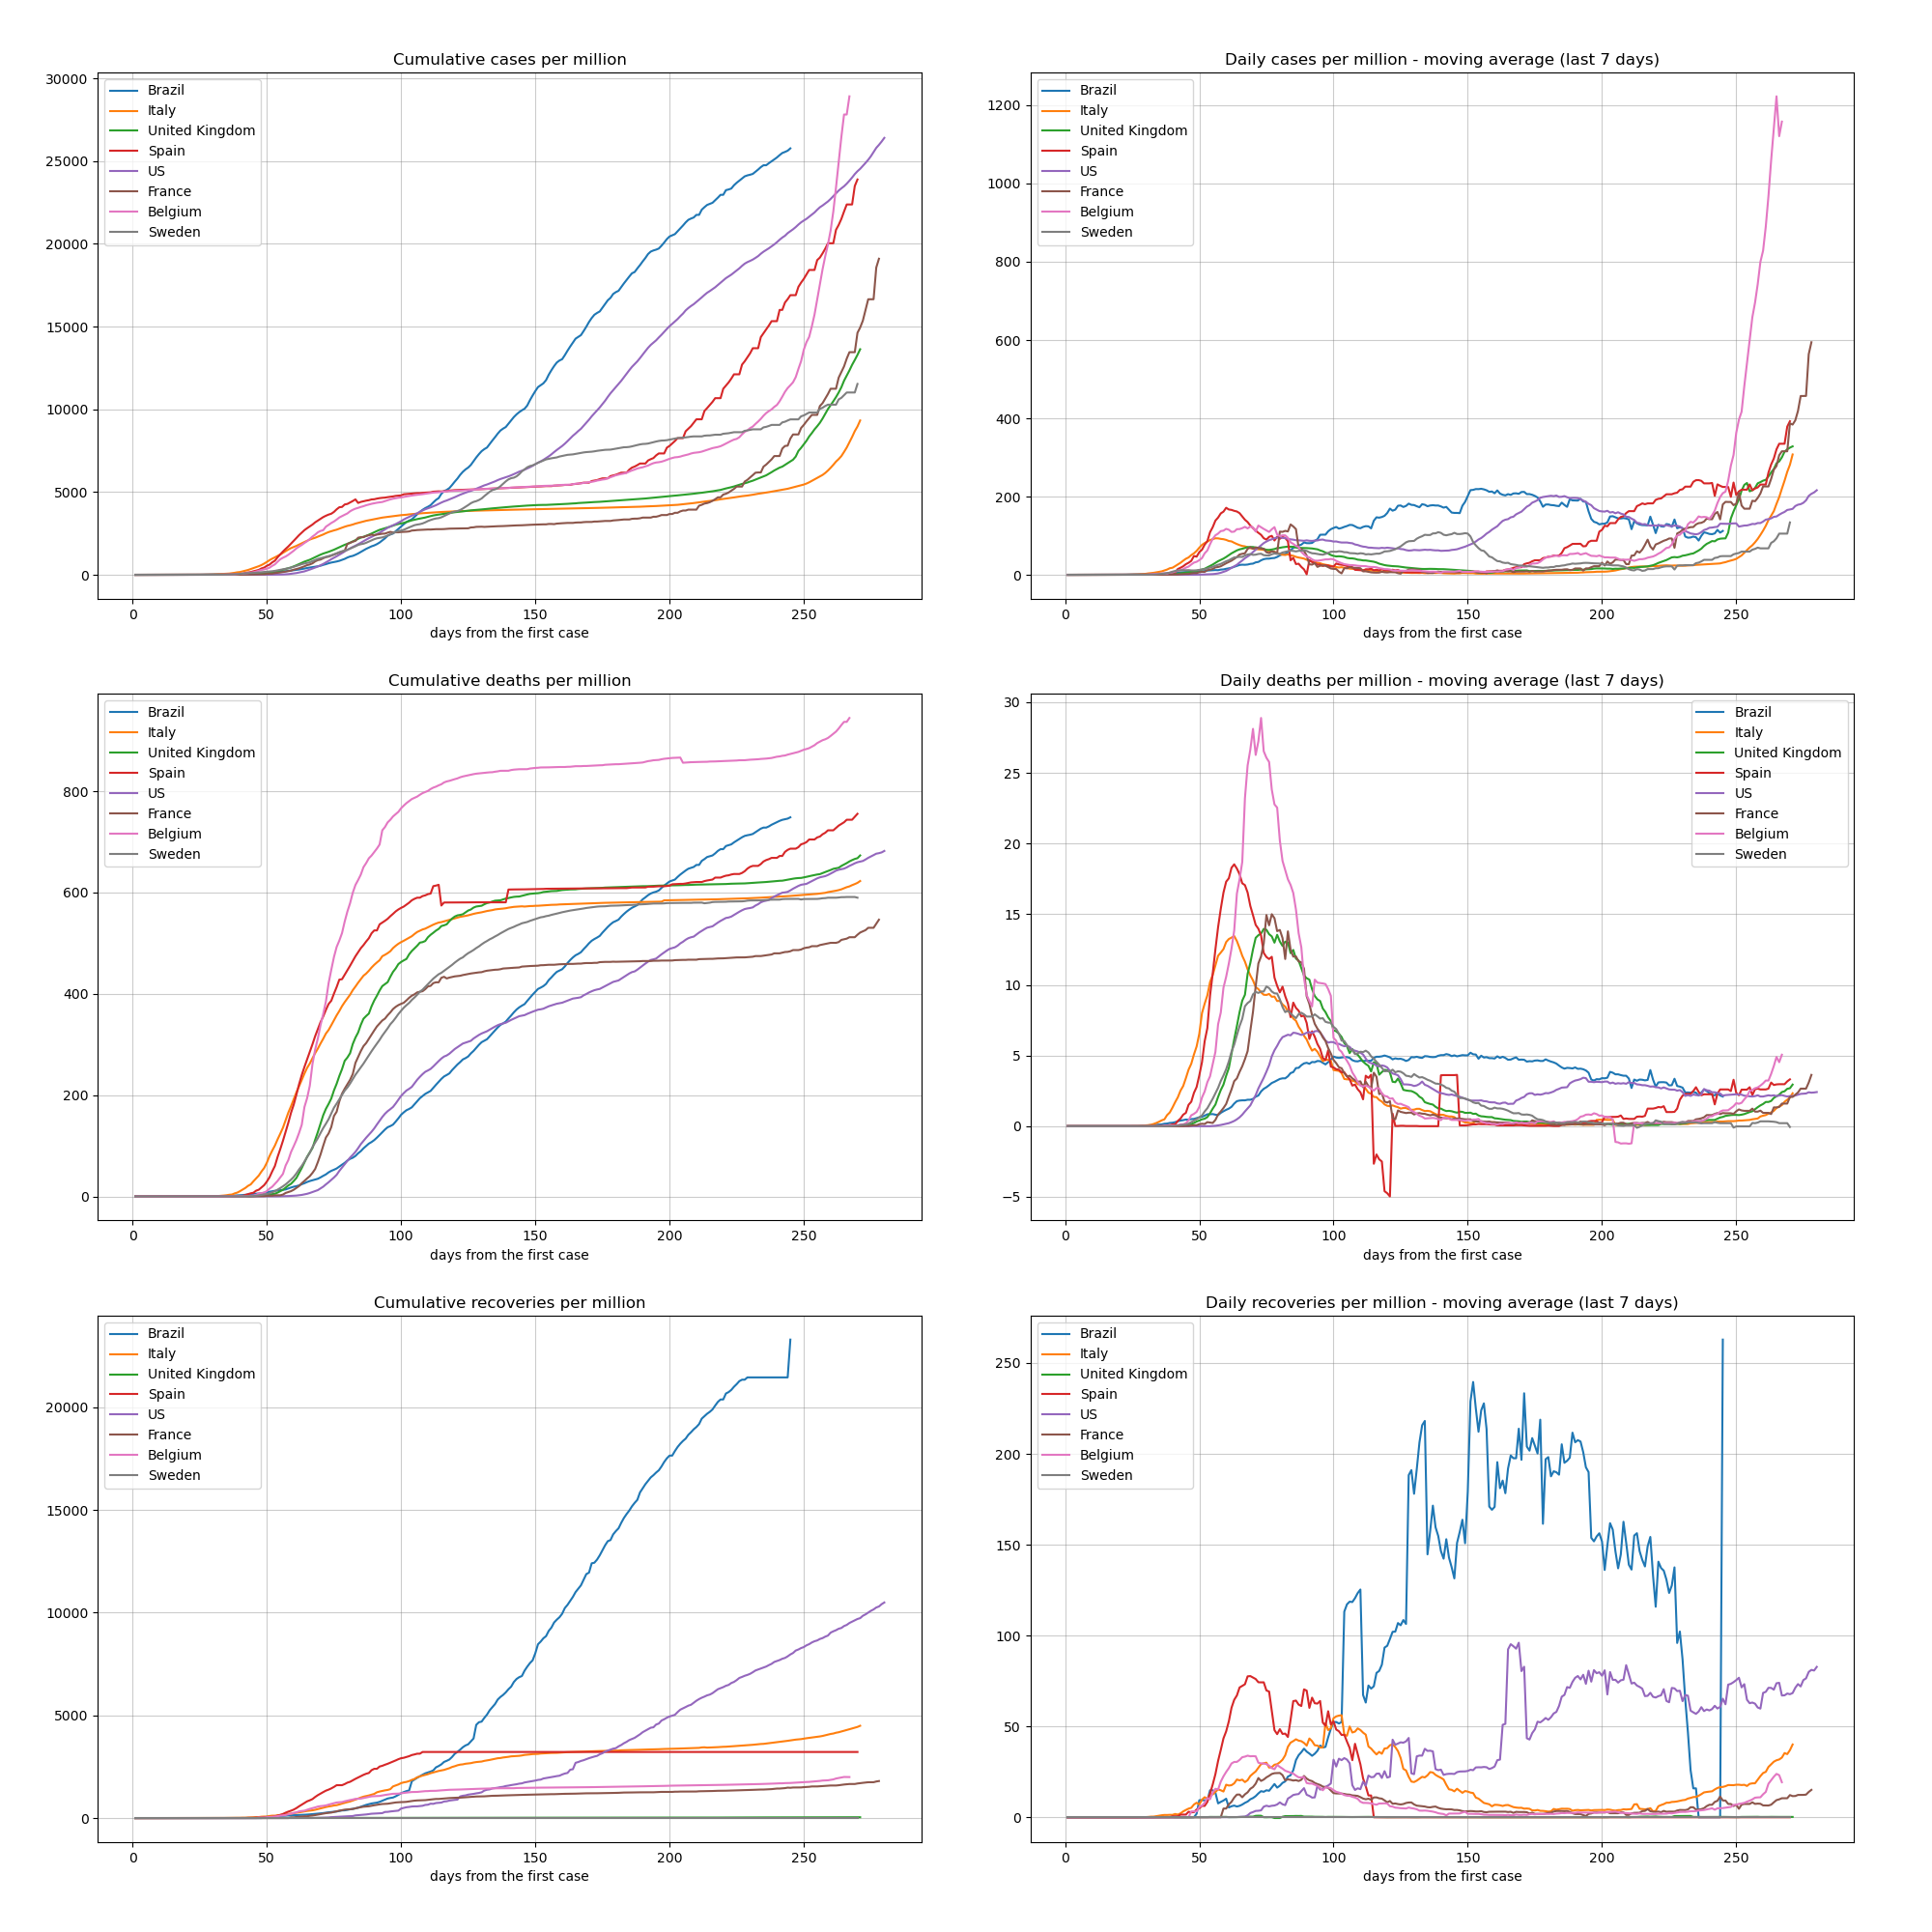 Cumulative cases per million
30000
25000
20000
15000
10000
5000
0
Brazil
Italy
United Kingdom
Spain
US
France
Belgium
Sweden
0 50 100 150 200 250
days from the first case
Daily cases per million - moving average (last 7 days)
1200
1000
800
600
400
200
0
Brazil
Italy
United Kingdom
Spain
US
France
Belgium
Sweden
0 50 100 150 200 250
days from the first case
Cumulative deaths per million
800
600
400
200
0
Brazil
Italy
United Kingdom
Spain
US
France
Belgium
Sweden
0 50 100 150 200 250
days from the first case
Daily deaths per million - moving average (last 7 days)
30
25
20
15
10
5
0
−5
Brazil
Italy
United Kingdom
Spain
US
France
Belgium
Sweden
0 50 100 150 200 250
days from the first case
Cumulative recoveries per million
20000
15000
10000
5000
0
Brazil
Italy
United Kingdom
Spain
US
France
Belgium
Sweden
0 50 100 150 200 250
days from the first case
Daily recoveries per million - moving average (last 7 days)
250
200
150
100
50
0
Brazil
Italy
United Kingdom
Spain
US
France
Belgium
Sweden
0 50 100 150 200 250
days from the first case